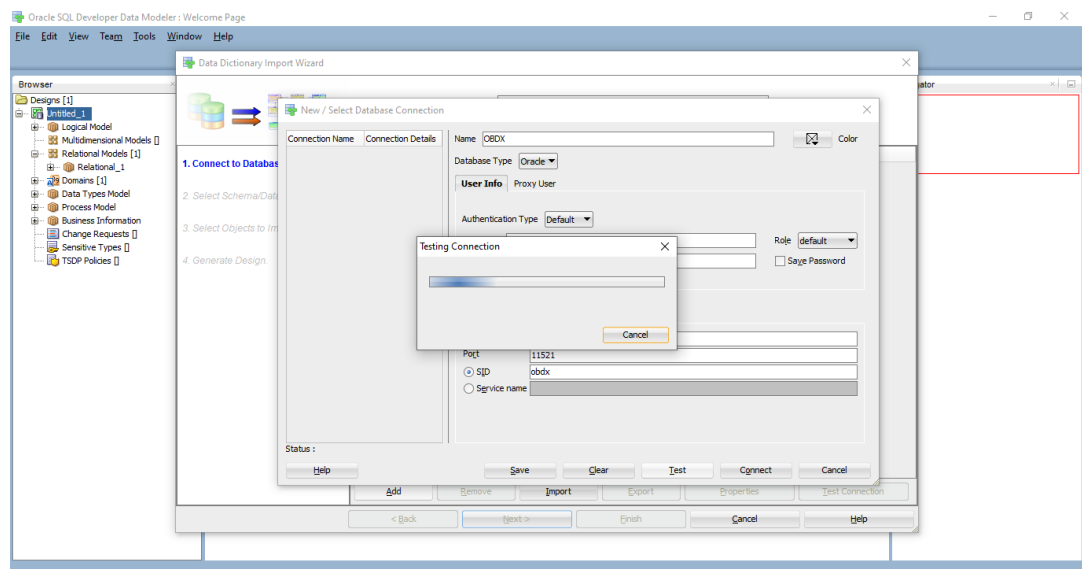 Oracle SQL Developer Data Modeler : Welcome Page
File Edit View Team Tools Window Help
Data Dictionary Import Wizard
Browser
Designs [1]
Untitled_1
Logical Model
Multidimensional Models []
Relational Models [1]
Relational_1
Domains [1]
Data Types Model
Process Model
Business Information
Change Requests []
Sensitive Types []
TSDP Policies []
1. Connect to Databas
2. Select Schema/Data
3. Select Objects to Im
4. Generate Design
New / Select Database Connection
Connection Name Connection Details
Name OBDX
Color
Database Type Oracle
User Info Proxy User
Authentication Type Default
Role default
Save Password
Testing Connection
Cancel
Port 11521
SID obdx
Service name
Status :
Help Save Clear Test Connect Cancel
Add Remove Import Export Properties Test Connection
< Back Next > Finish Cancel Help